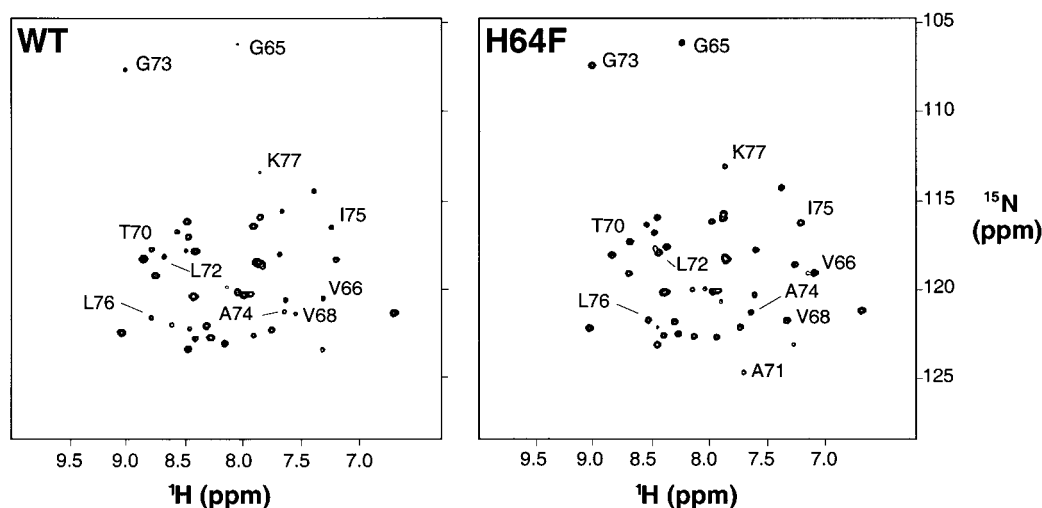 WT
G65
G73
K77
T70
I75
L72
V66
L76
A74
V68
9.5 9.0 8.5 8.0 7.5 7.0
¹H (ppm)
H64F
G65
G73
K77
T70
I75
L72
V66
L76
A74
V68
A71
9.5 9.0 8.5 8.0 7.5 7.0
¹H (ppm)
105
110
115
120
125
¹⁵N
(ppm)